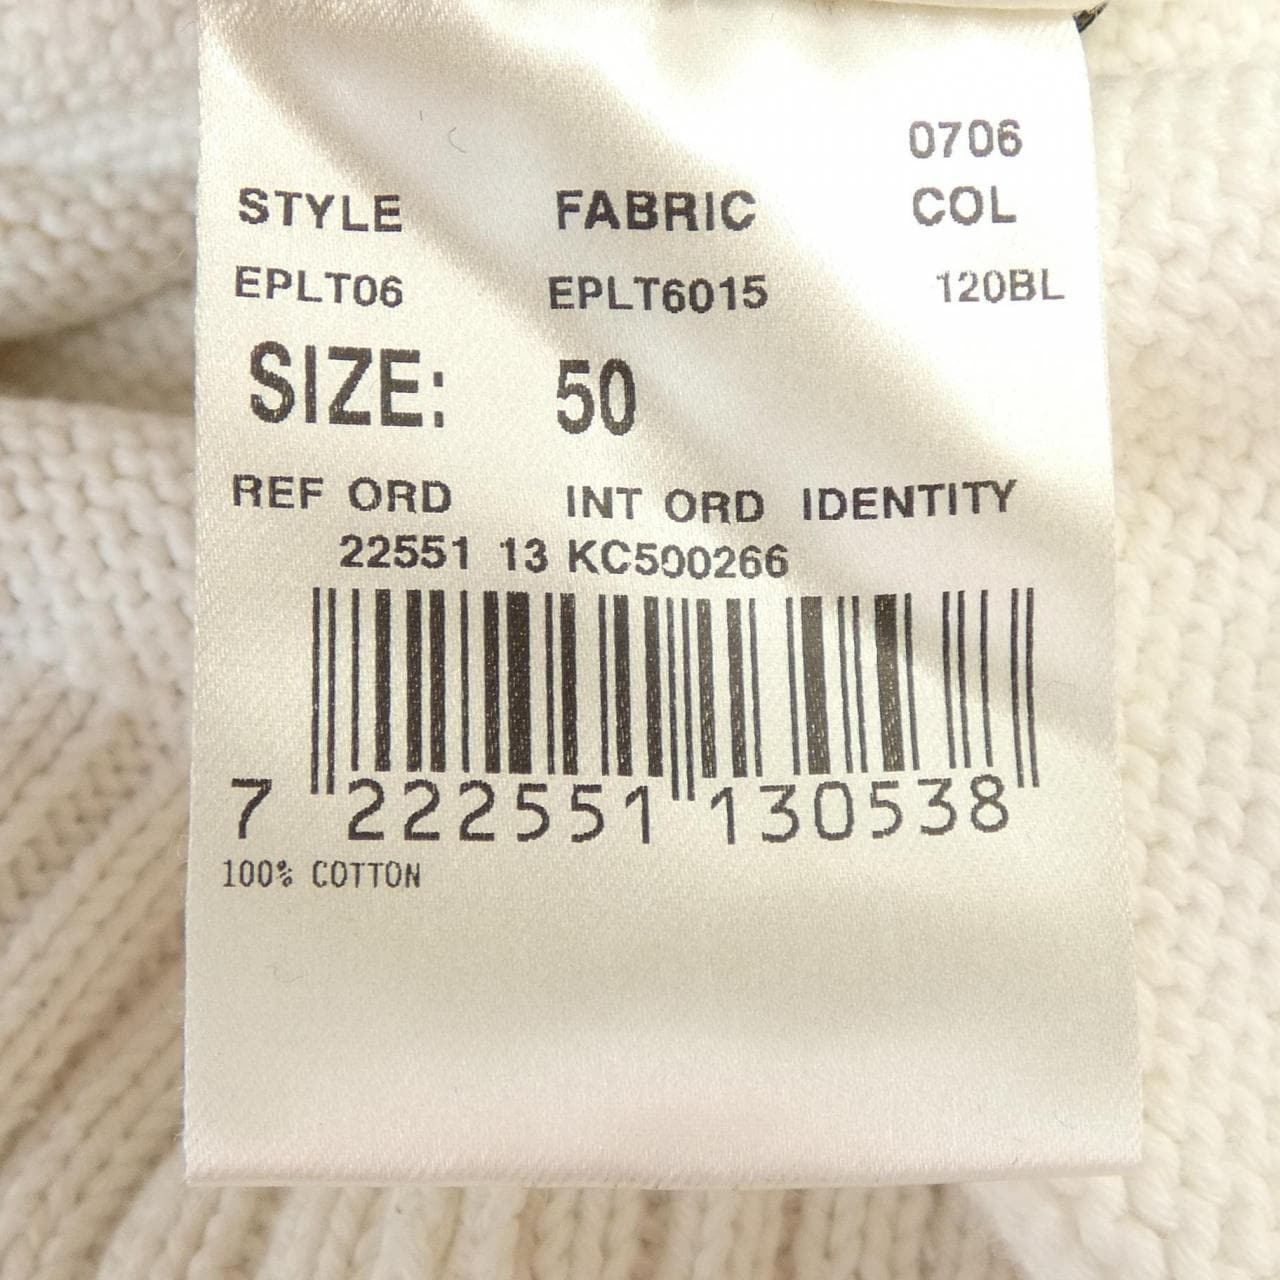 0706
STYLE FABRIC COL
EPLT06 EPLT6015 120BL
SIZE: 50
REF ORD INT ORD IDENTITY
22551 13 KC500266
7 222551 130538
100% COTTON